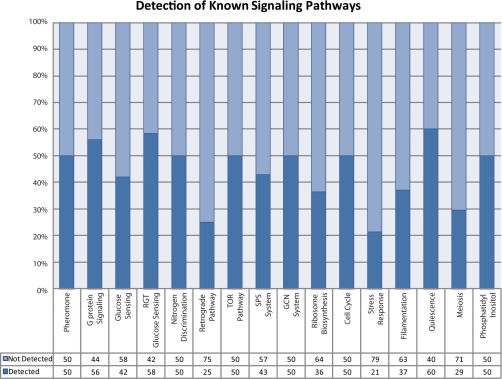 Detection of Known Signaling Pathways
100%
90%
80%
70%
60%
50%
40%
30%
20%
10%
0%
Pheromone
G protein
Signaling
Glucose
Sensing
RGT
Glucose Sensing
Nitrogen
Discrimination
Retrograde
Pathway
TOR
Pathway
SPS
System
GCN
System
Ribosome
Biosynthesis
Cell Cycle
Stress
Response
Filamentation
Quiescence
Meiosis
Phosphatidyl
Inositol
Not Detected 50 44 58 42 50 75 50 57 50 64 50 79 63 40 71 50
Detected 50 56 42 58 50 25 50 43 50 36 50 21 37 60 29 50